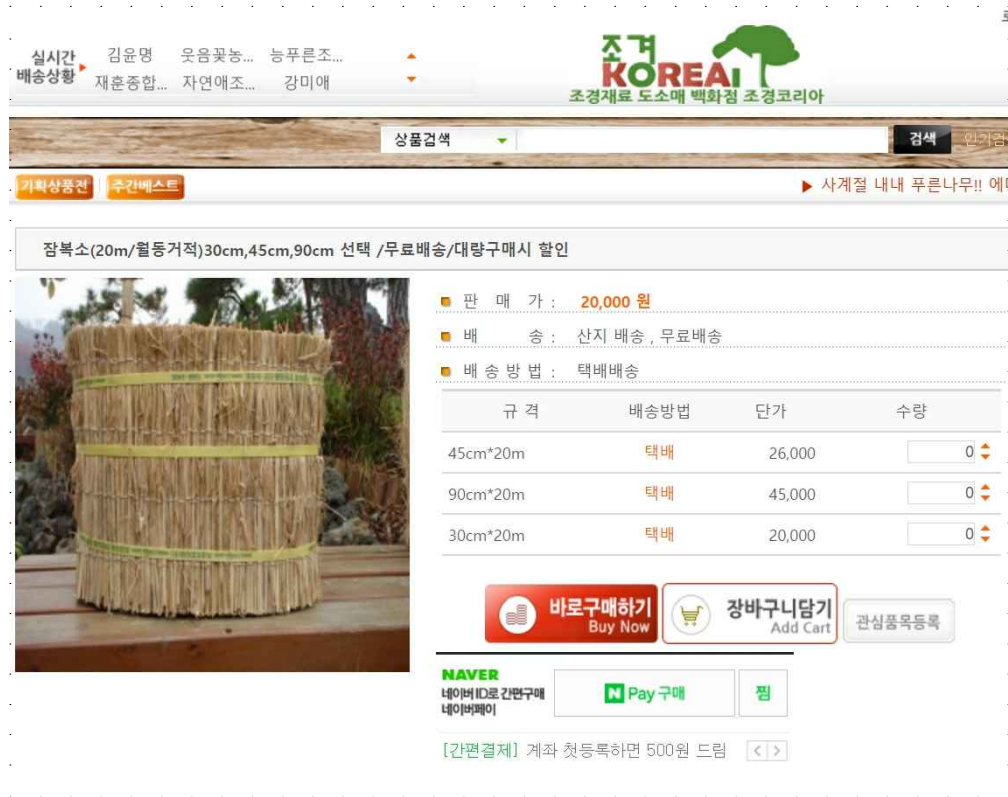 실시간
배송상황
김윤명 웃음꽃농... 능푸른조...
재훈종합... 자연애조... 강미애
조경
KOREA
조경재료 도소매 백화점 조경코리아
상품검색
검색
인기검
기획상품전 주간베스트
▶ 사계절 내내 푸른나무!!
잠복소(20m/월동거적)30cm,45cm,90cm 선택 /무료배송/대량구매시 할인
판 매 가 : 20,000 원
배 송 : 산지 배송 , 무료배송
배 송 방 법 : 택배배송
규 격 배송방법 단가 수량
45cm*20m 택배 26,000 0
90cm*20m 택배 45,000 0
30cm*20m 택배 20,000 0
바로구매하기
Buy Now
장바구니담기
Add Cart
관심품목등록
NAVER
네이버ID로 간편구매
네이버페이
N Pay 구매
찜
[간편결제] 계좌 첫등록하면 500원 드림